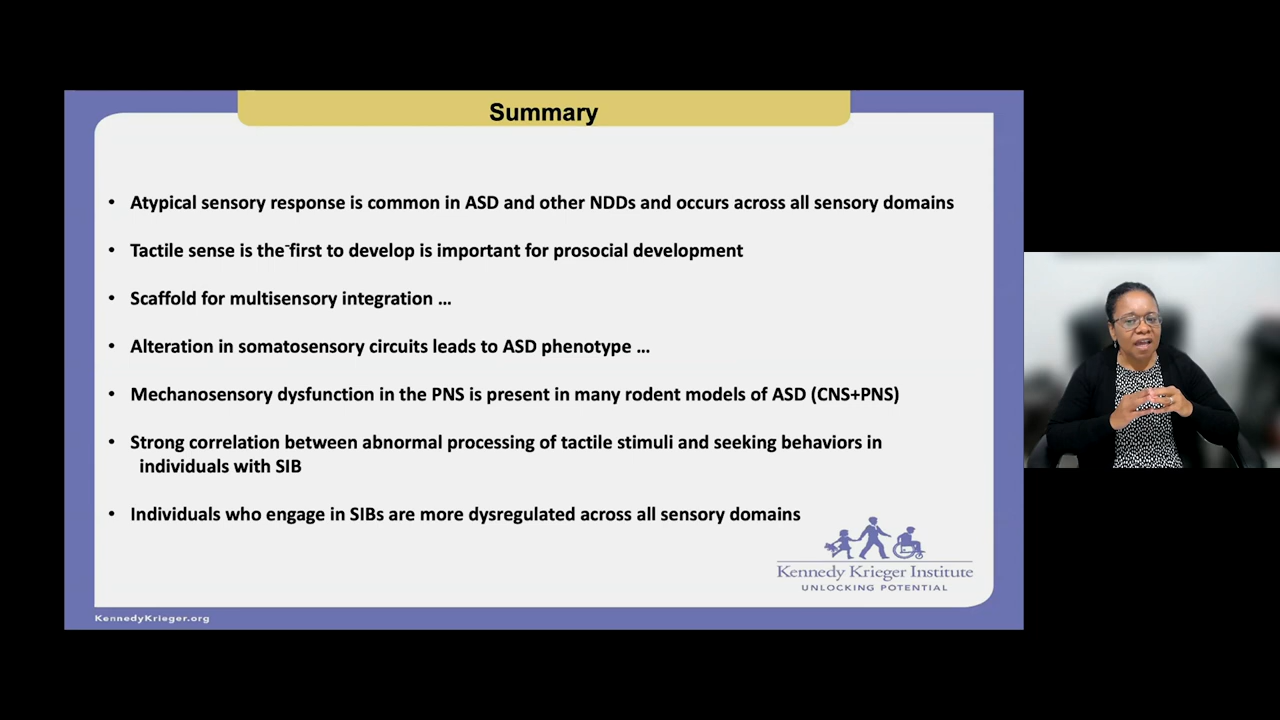 Summary
• Atypical sensory response is common in ASD and other NDDs and occurs across all sensory domains
• Tactile sense is the first to develop is important for prosocial development
• Scaffold for multisensory integration ...
• Alteration in somatosensory circuits leads to ASD phenotype ...
• Mechanosensory dysfunction in the PNS is present in many rodent models of ASD (CNS+PNS)
• Strong correlation between abnormal processing of tactile stimuli and seeking behaviors in
individuals with SIB
• Individuals who engage in SIBs are more dysregulated across all sensory domains
Kennedy Krieger Institute
UNLOCKING POTENTIAL
KennedyKrieger.org